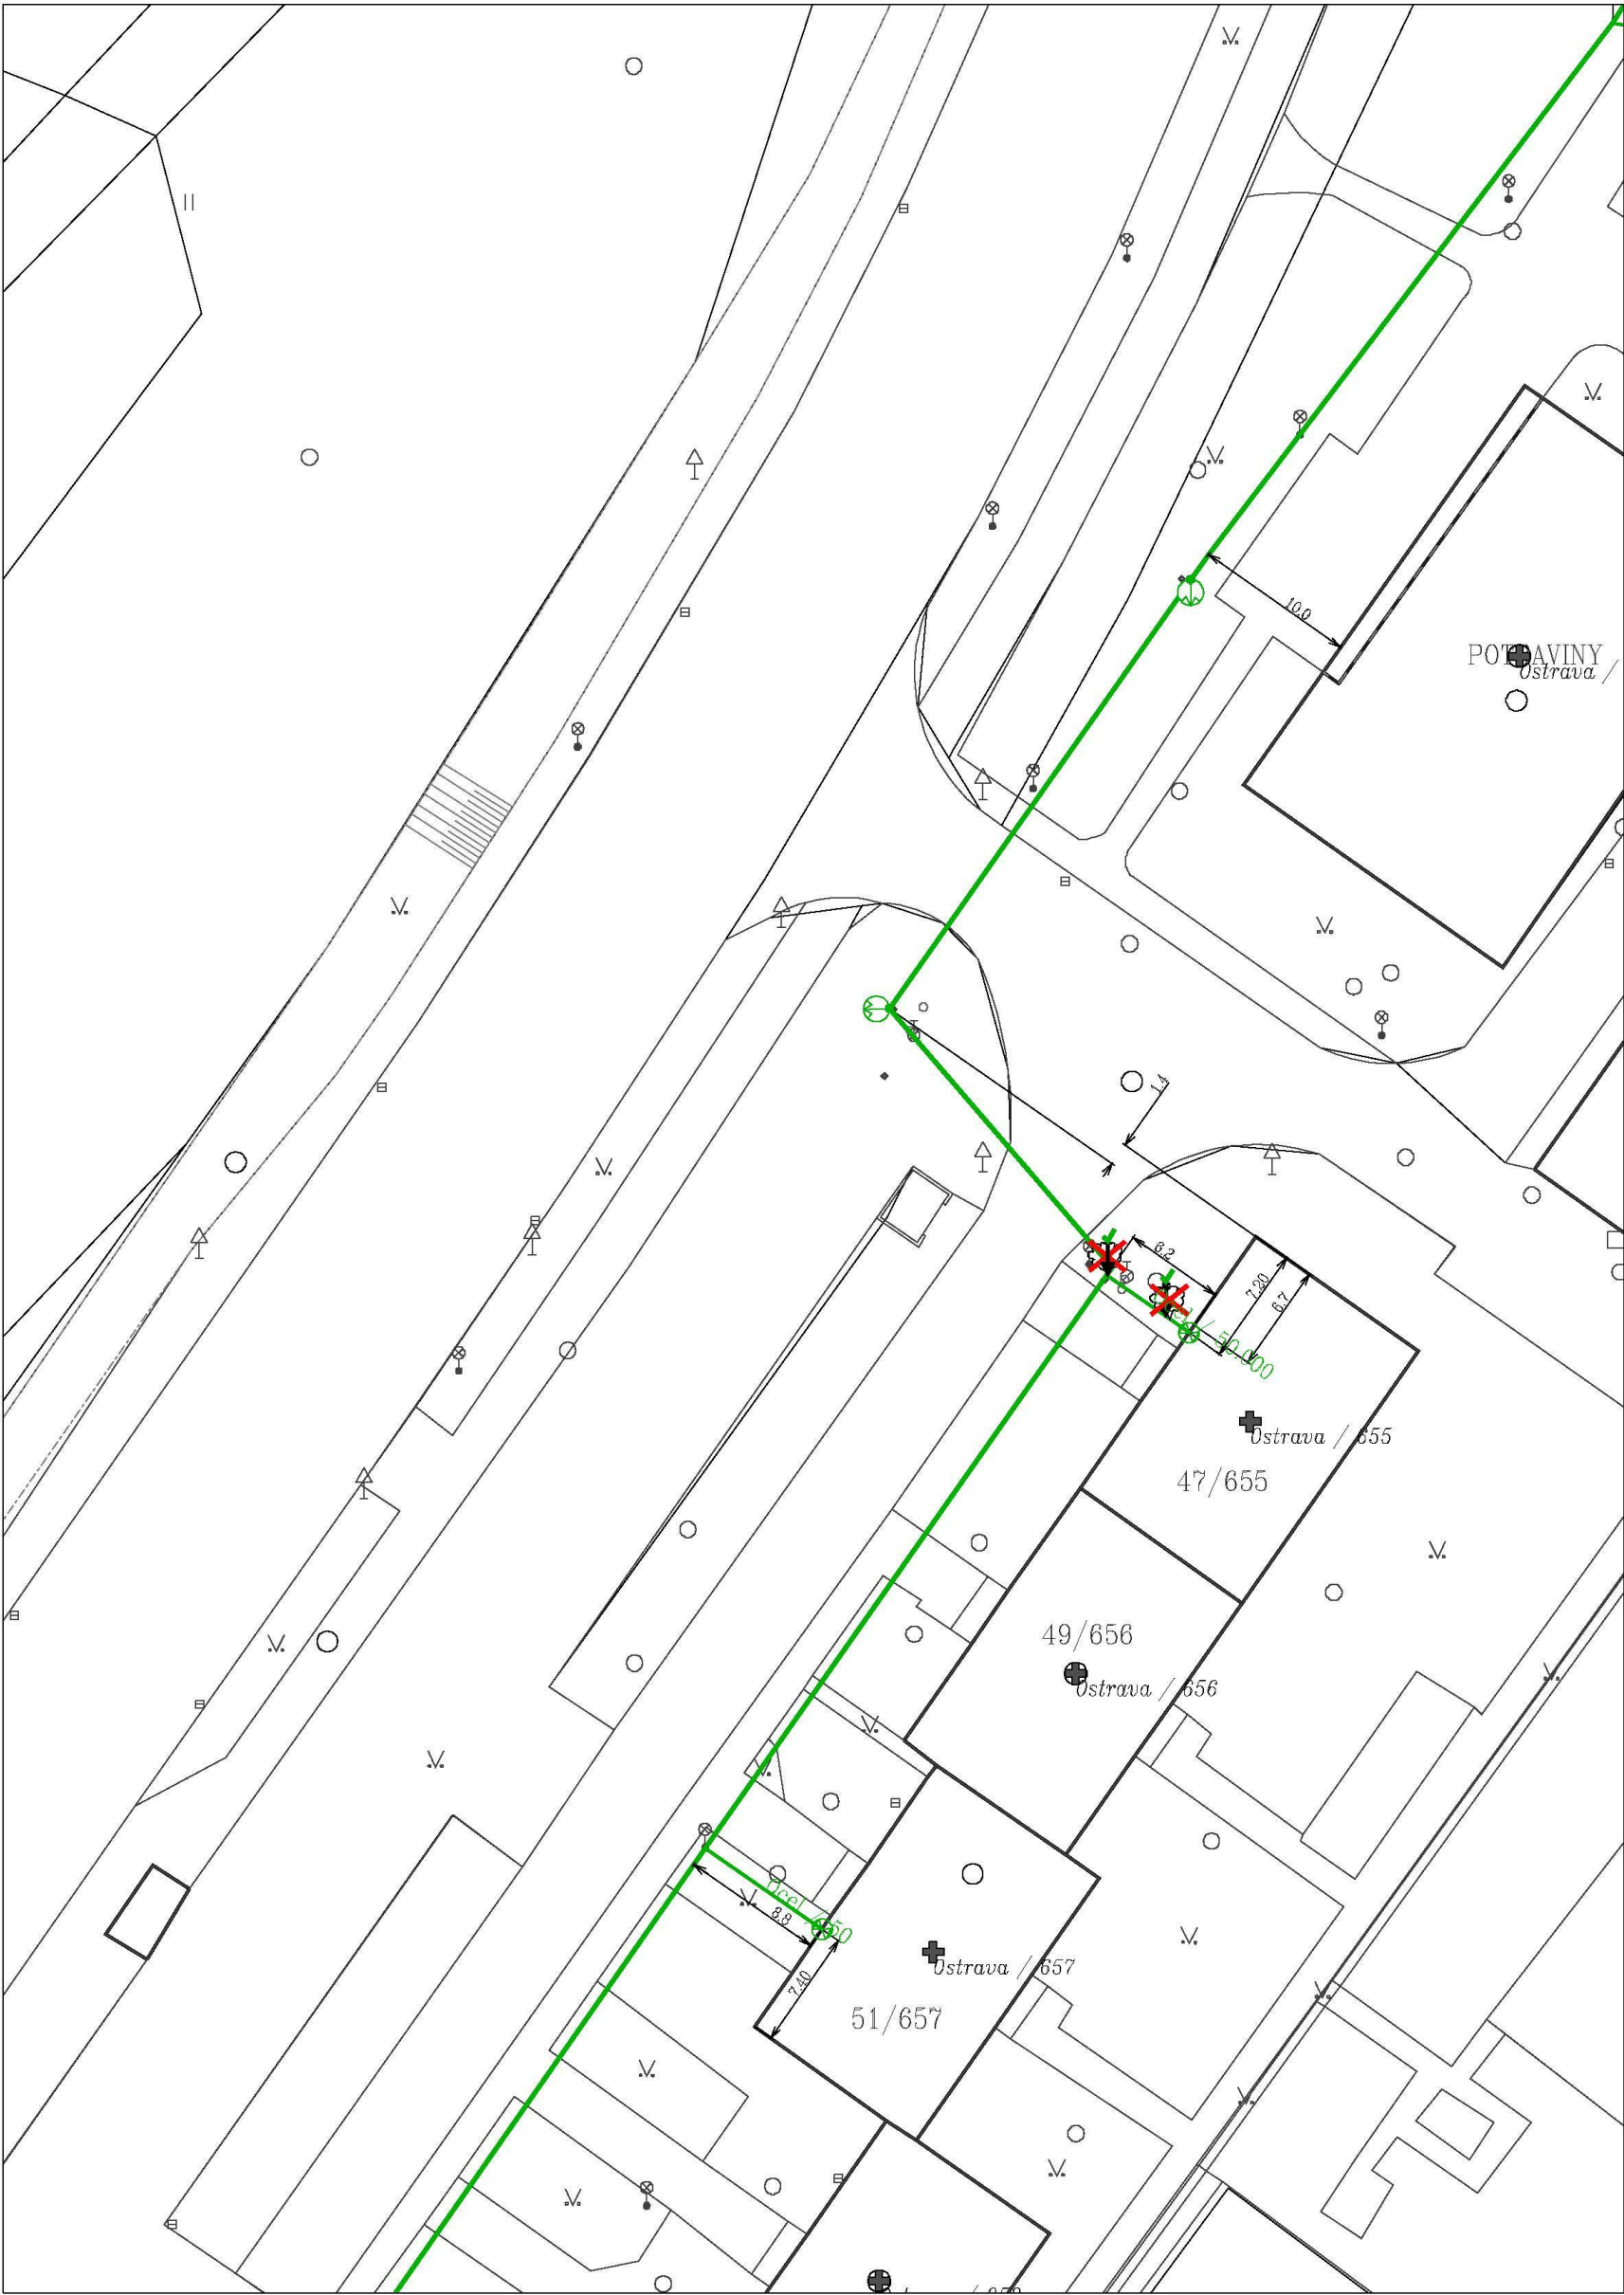 10.0
POTRAVINY
Ostrava /
1.4
6.2
7.20
6.7
50.000
Ostrava / 655
47/655
49/656
Ostrava / 656
Ocel / 50
8.8
7.40
Ostrava / 657
51/657